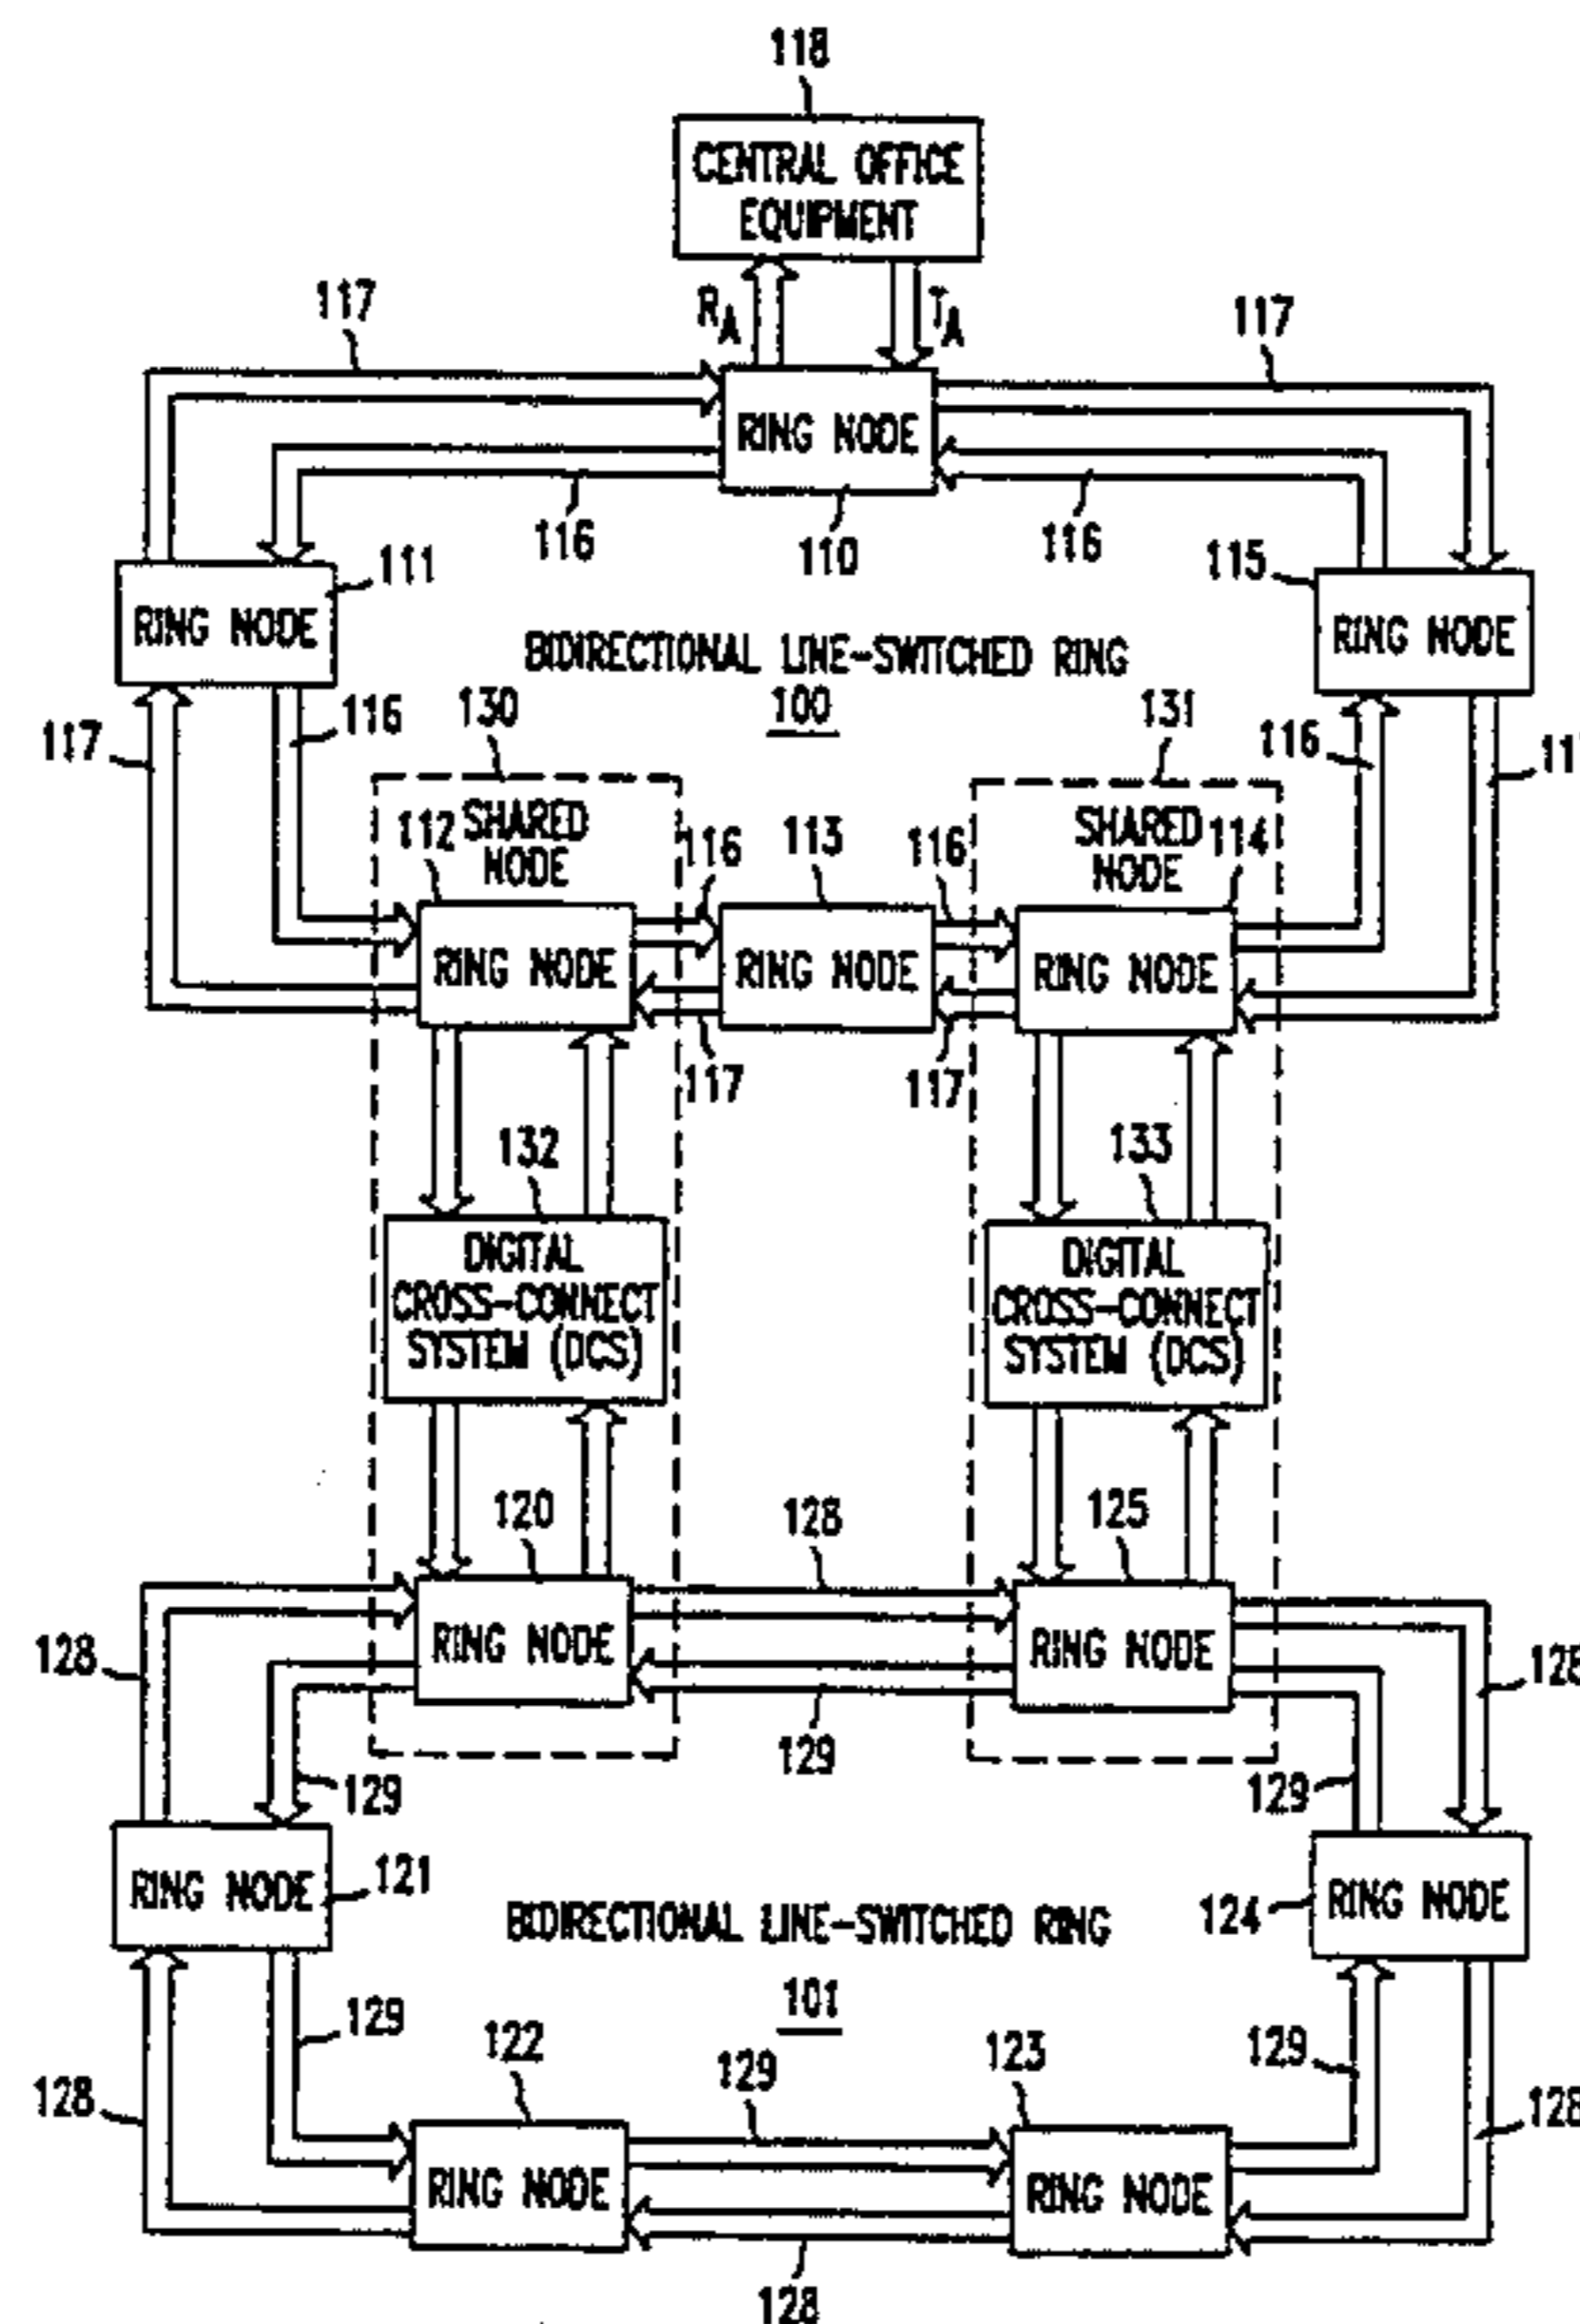 118
CENTRAL OFFICE
EQUIPMENT
117
RA
TA
117
RING NODE
116
110
116
111
115
RING NODE
RING NODE
BIDIRECTIONAL LINE-SWITCHED RING
100
117
116
130
131
116
SHARED
NODE
112
116
113
116
SHARED
NODE
114
RING NODE
RING NODE
RING NODE
117
117
132
133
DIGITAL
CROSS-CONNECT
SYSTEM (DCS)
DIGITAL
CROSS-CONNECT
SYSTEM (DCS)
120
128
125
128
RING NODE
RING NODE
128
129
129
129
RING NODE
121
124
RING NODE
BIDIRECTIONAL LINE-SWITCHED RING
101
129
122
129
123
129
128
128
RING NODE
RING NODE
128